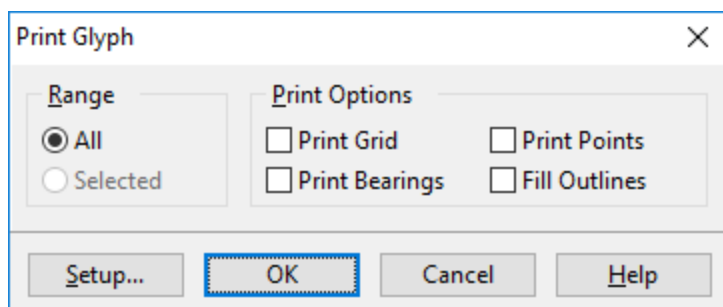 Print Glyph
Range
Print Options
All
Print Grid
Print Points
Selected
Print Bearings
Fill Outlines
Setup...
OK
Cancel
Help